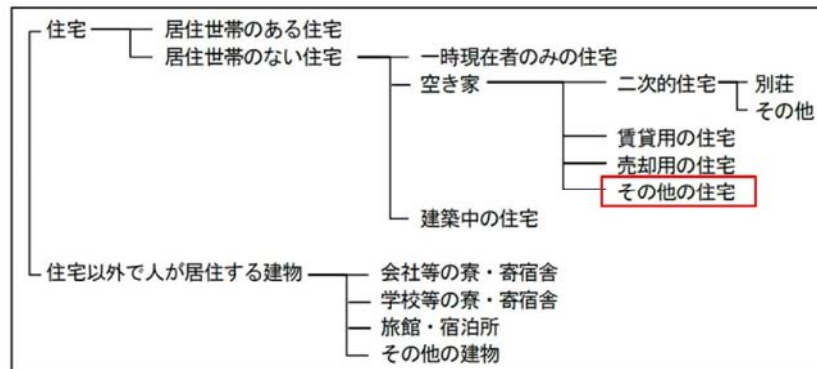 住宅 居住世帯のある住宅
居住世帯のない住宅 一時現在者のみの住宅
空き家 二次的住宅 別荘
その他
賃貸用の住宅
売却用の住宅
その他の住宅
建築中の住宅
住宅以外で人が居住する建物 会社等の寮・寄宿舎
学校等の寮・寄宿舎
旅館・宿泊所
その他の建物